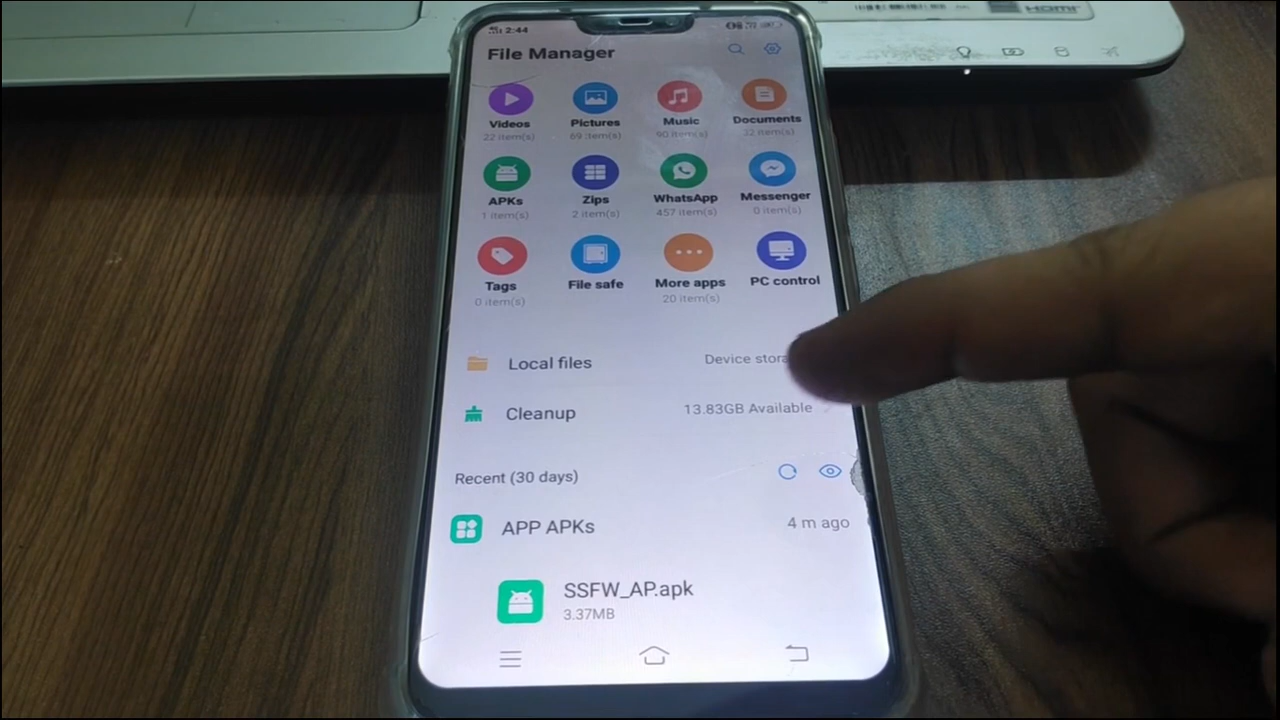 2:44
File Manager
Videos
22 item(s)
Pictures
69 item(s)
Music
90 item(s)
Documents
32 item(s)
APKs
1 item(s)
Zips
2 item(s)
WhatsApp
457 item(s)
Messenger
0 item(s)
Tags
0 item(s)
File safe
More apps
20 item(s)
PC control
Local files
Device stora
Cleanup
13.83GB Available
Recent (30 days)
APP APKs
4 m ago
SSFW_AP.apk
3.37MB
HDMI